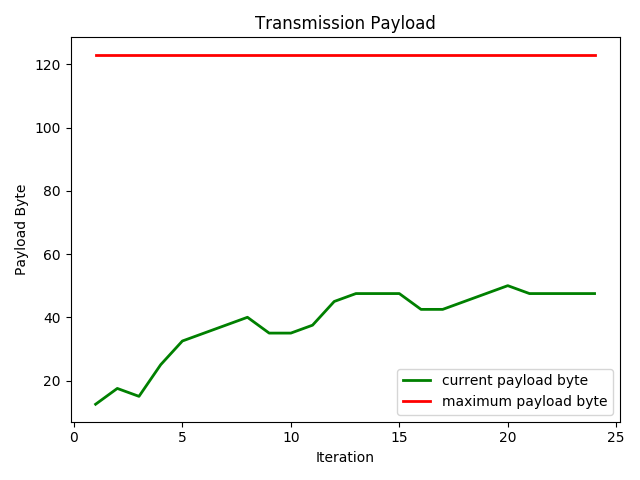 Transmission Payload
120
100
80
60
40
20
Payload Byte
0
5
10
15
20
25
Iteration
current payload byte
maximum payload byte